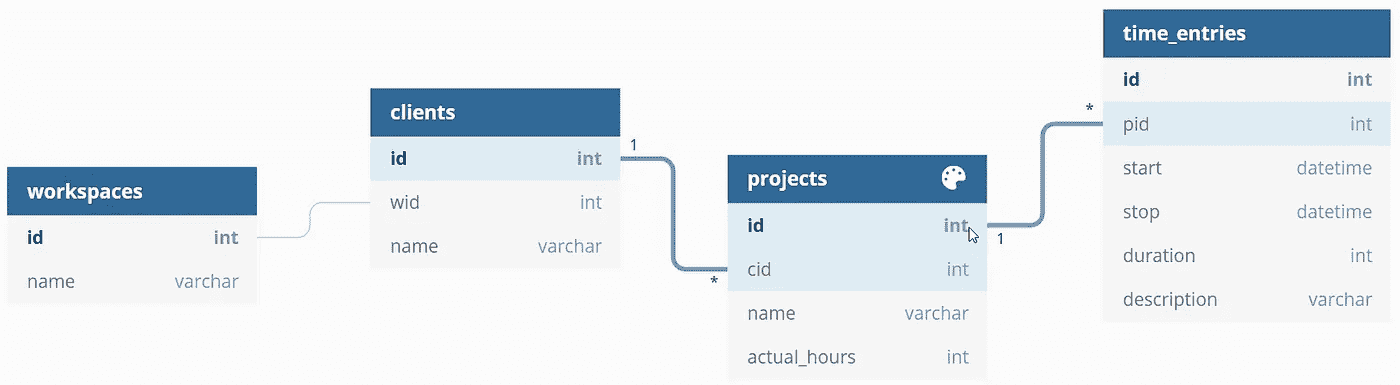 workspaces
id int
name varchar
clients
id int
wid int
name varchar
1
*
projects
id int
cid int
name varchar
actual_hours int
1
*
time_entries
id int
pid int
start datetime
stop datetime
duration int
description varchar